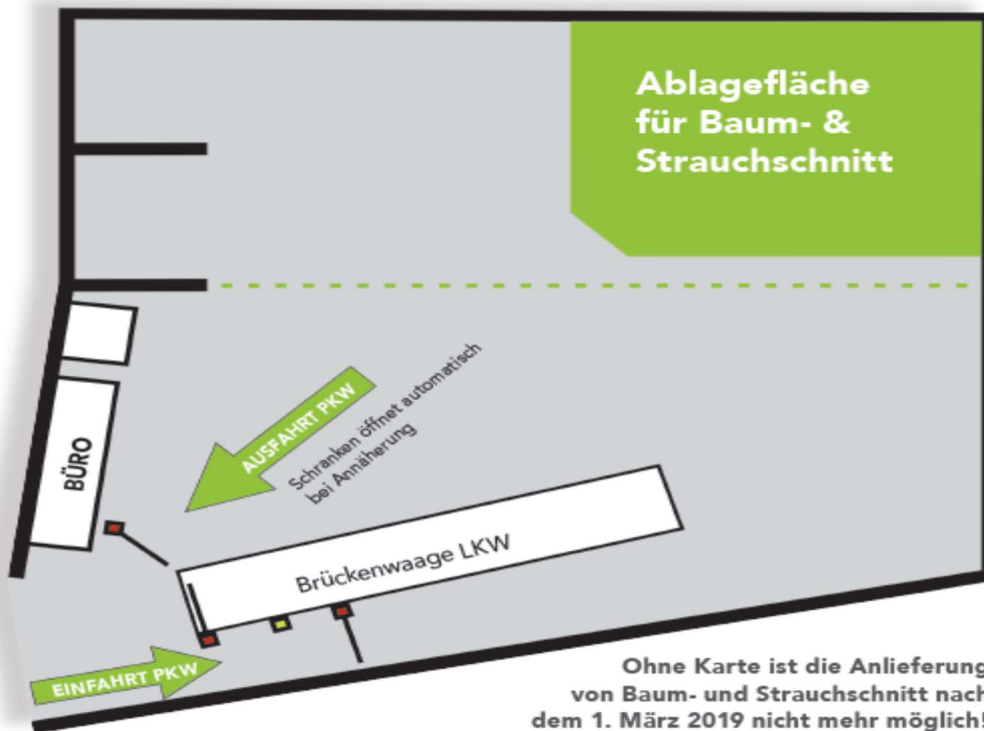 Ablagefläche
für Baum- &
Strauchschnitt
AUSFAHRT PKW
Schranken öffnet automatisch
bei Annäherung
BÜRO
Brückenwaage LKW
EINFAHRT PKW
Ohne Karte ist die Anlieferung
von Baum- und Strauchschnitt nach
dem 1. März 2019 nicht mehr möglich!